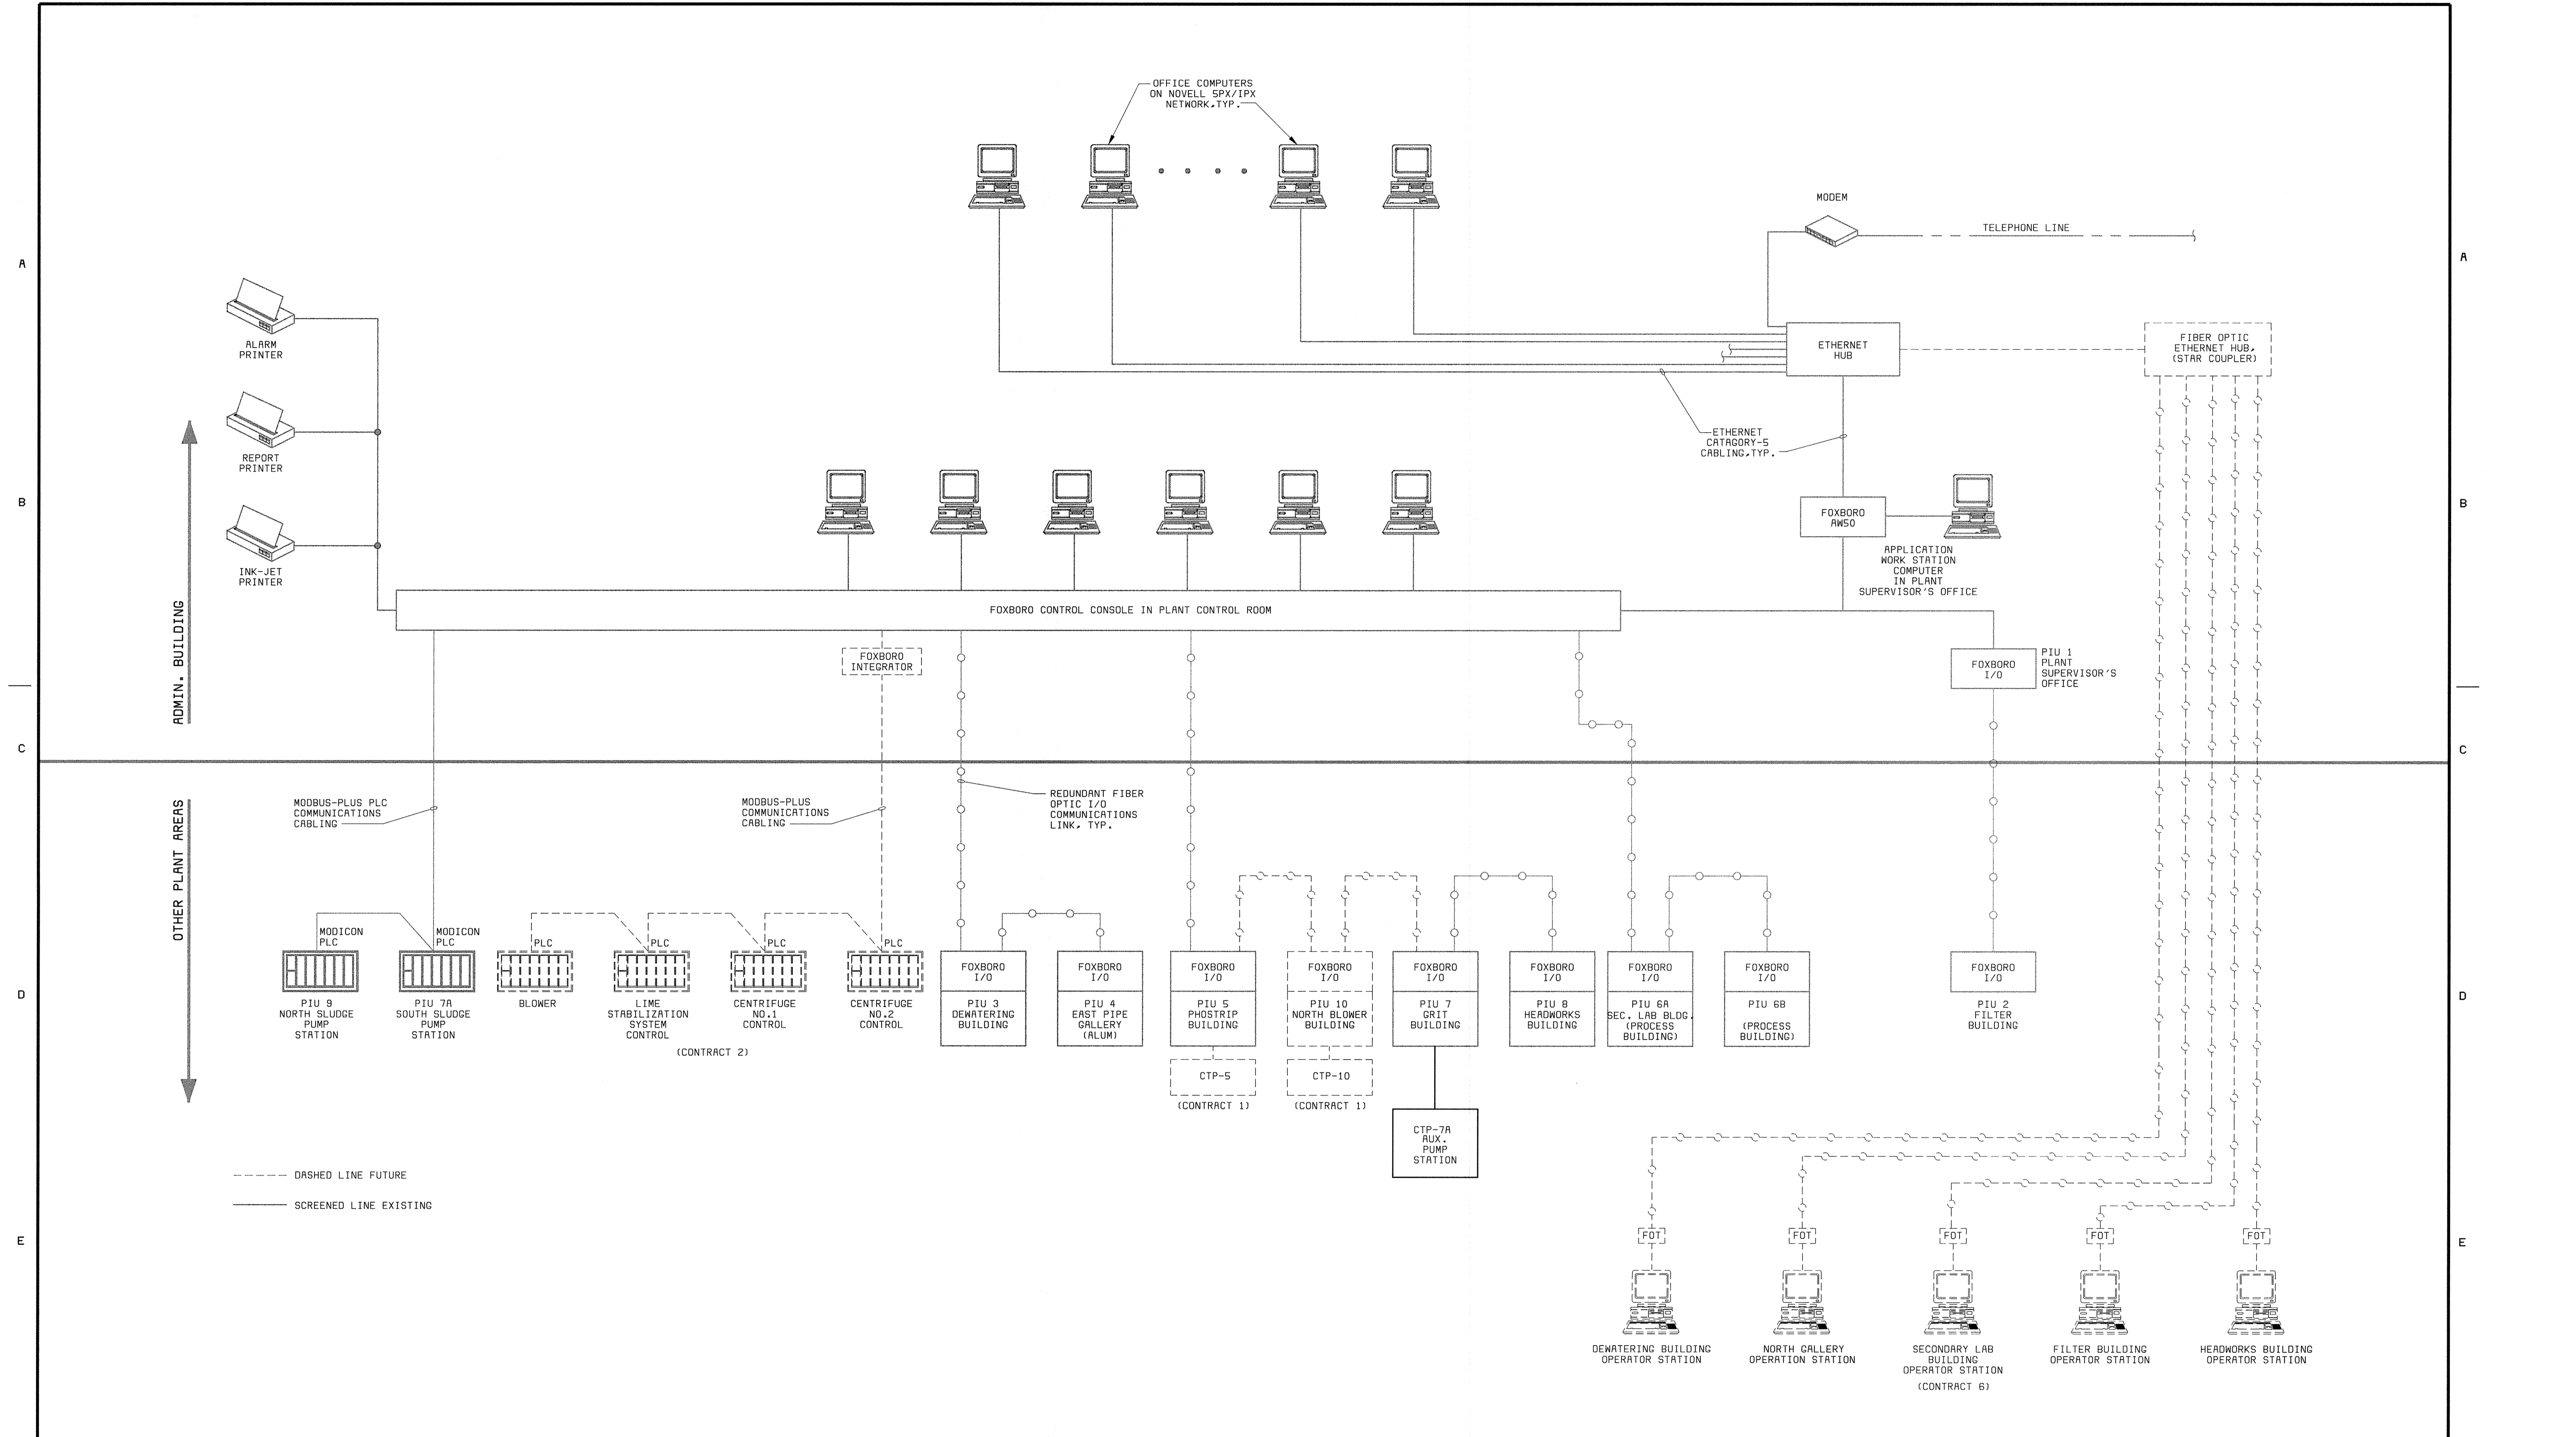 OFFICE COMPUTERS
ON NOVELL 5PX/IPX
NETWORK,TYP.
MODEM
TELEPHONE LINE
A
A
ALARM
PRINTER
ETHERNET
HUB
FIBER OPTIC
ETHERNET HUB,
(STAR COUPLER)
REPORT
PRINTER
ETHERNET
CATAGORY-5
CABLING,TYP.
B
B
FOXBORO
AW50
INK-JET
PRINTER
APPLICATION
WORK STATION
COMPUTER
IN PLANT
SUPERVISOR'S OFFICE
FOXBORO CONTROL CONSOLE IN PLANT CONTROL ROOM
ADMIN. BUILDING
FOXBORO
INTEGRATOR
FOXBORO
I/O
PIU 1
PLANT
SUPERVISOR'S
OFFICE
C
C
OTHER PLANT AREAS
MODBUS-PLUS PLC
COMMUNICATIONS
CABLING
MODBUS-PLUS
COMMUNICATIONS
CABLING
REDUNDANT FIBER
OPTIC I/O
COMMUNICATIONS
LINK, TYP.
MODICON
PLC
MODICON
PLC
PLC
PLC
PLC
PLC
D
D
PIU 9
NORTH SLUDGE
PUMP
STATION
PIU 7A
SOUTH SLUDGE
PUMP
STATION
BLOWER
LIME
STABILIZATION
SYSTEM
CONTROL
CENTRIFUGE
NO.1
CONTROL
CENTRIFUGE
NO.2
CONTROL
(CONTRACT 2)
FOXBORO
I/O
PIU 3
DEWATERING
BUILDING
FOXBORO
I/O
PIU 4
EAST PIPE
GALLERY
(ALUM)
FOXBORO
I/O
PIU 5
PHOSTRIP
BUILDING
CTP-5
(CONTRACT 1)
FOXBORO
I/O
PIU 10
NORTH BLOWER
BUILDING
CTP-10
(CONTRACT 1)
FOXBORO
I/O
PIU 7
GRIT
BUILDING
CTP-7A
AUX.
PUMP
STATION
FOXBORO
I/O
PIU 8
HEADWORKS
BUILDING
FOXBORO
I/O
PIU 6A
SEC. LAB BLDG.
(PROCESS
BUILDING)
FOXBORO
I/O
PIU 6B
(PROCESS
BUILDING)
FOXBORO
I/O
PIU 2
FILTER
BUILDING
DASHED LINE FUTURE
SCREENED LINE EXISTING
E
E
FOT
FOT
FOT
FOT
FOT
DEWATERING BUILDING
OPERATOR STATION
NORTH GALLERY
OPERATION STATION
SECONDARY LAB
BUILDING
OPERATOR STATION
(CONTRACT 6)
FILTER BUILDING
OPERATOR STATION
HEADWORKS BUILDING
OPERATOR STATION